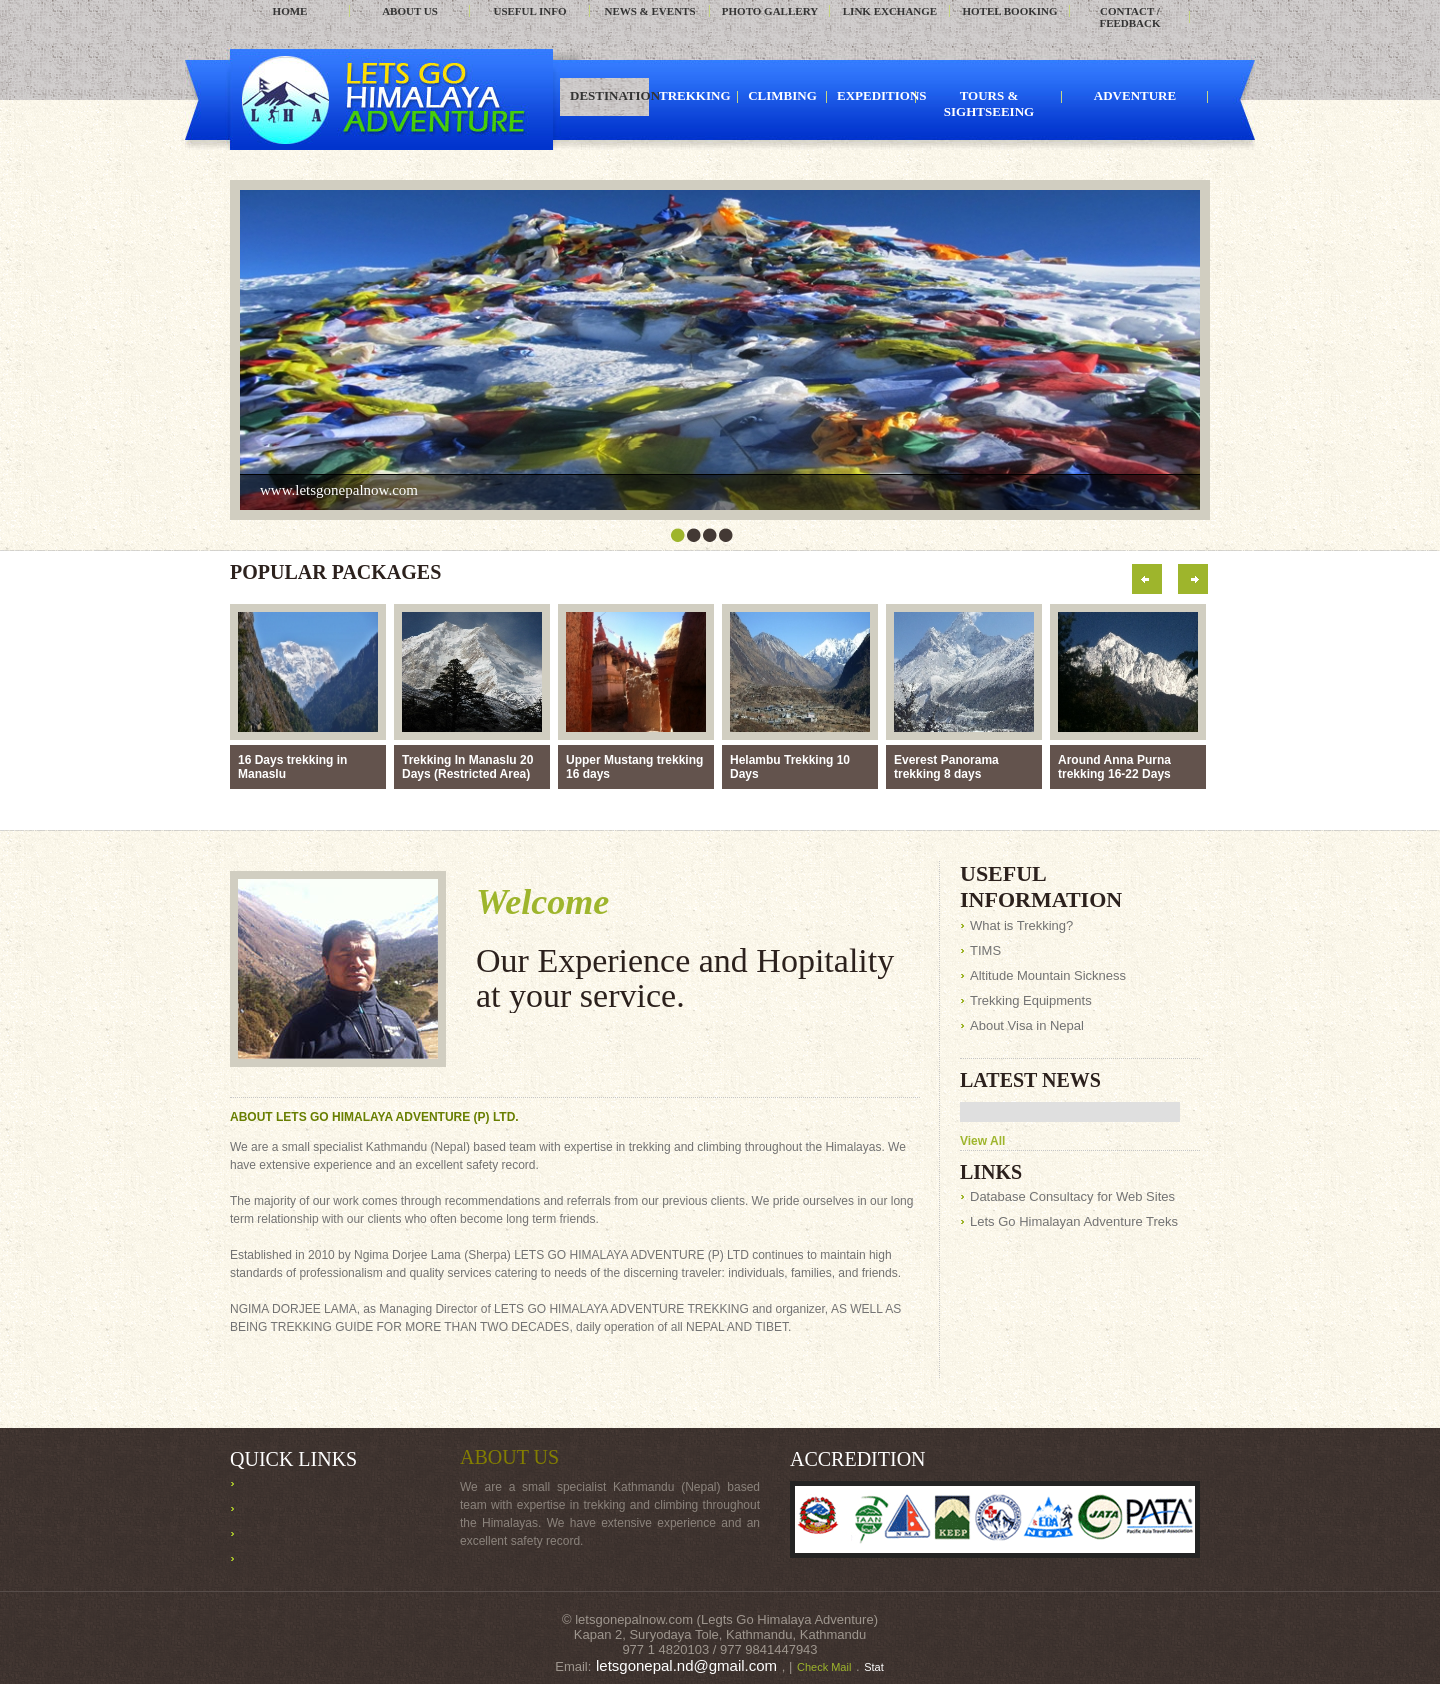 HOME ABOUT US USEFUL INFO NEWS & EVENTS PHOTO GALLERY LINK EXCHANGE HOTEL BOOKING CONTACT /
FEEDBACK
LETS GO
HIMALAYA
ADVENTURE
L H A
DESTINATION TREKKING | CLIMBING | EXPEDITIONS | TOURS & | ADVENTURE |
SIGHTSEEING
www.letsgonepalnow.com
POPULAR PACKAGES
16 Days trekking in
Manaslu
Trekking In Manaslu 20
Days (Restricted Area)
Upper Mustang trekking
16 days
Helambu Trekking 10
Days
Everest Panorama
trekking 8 days
Around Anna Purna
trekking 16-22 Days
Welcome
Our Experience and Hopitality
at your service.
ABOUT LETS GO HIMALAYA ADVENTURE (P) LTD.
We are a small specialist Kathmandu (Nepal) based team with expertise in trekking and climbing throughout the Himalayas. We
have extensive experience and an excellent safety record.
The majority of our work comes through recommendations and referrals from our previous clients. We pride ourselves in our long
term relationship with our clients who often become long term friends.
Established in 2010 by Ngima Dorjee Lama (Sherpa) LETS GO HIMALAYA ADVENTURE (P) LTD continues to maintain high
standards of professionalism and quality services catering to needs of the discerning traveler: individuals, families, and friends.
NGIMA DORJEE LAMA, as Managing Director of LETS GO HIMALAYA ADVENTURE TREKKING and organizer, AS WELL AS
BEING TREKKING GUIDE FOR MORE THAN TWO DECADES, daily operation of all NEPAL AND TIBET.
USEFUL
INFORMATION
What is Trekking?
TIMS
Altitude Mountain Sickness
Trekking Equipments
About Visa in Nepal
LATEST NEWS
View All
LINKS
Database Consultacy for Web Sites
Lets Go Himalayan Adventure Treks
QUICK LINKS
ABOUT US
We are a small specialist Kathmandu (Nepal) based
team with expertise in trekking and climbing throughout
the Himalayas. We have extensive experience and an
excellent safety record.
ACCREDITION
TAAN
NMA
KEEP
NEPAL
JATA
PATA
Pacific Asia Travel Association
© letsgonepalnow.com (Legts Go Himalaya Adventure)
Kapan 2, Suryodaya Tole, Kathmandu, Kathmandu
977 1 4820103 / 977 9841447943
Email: letsgonepal.nd@gmail.com , | Check Mail . Stat